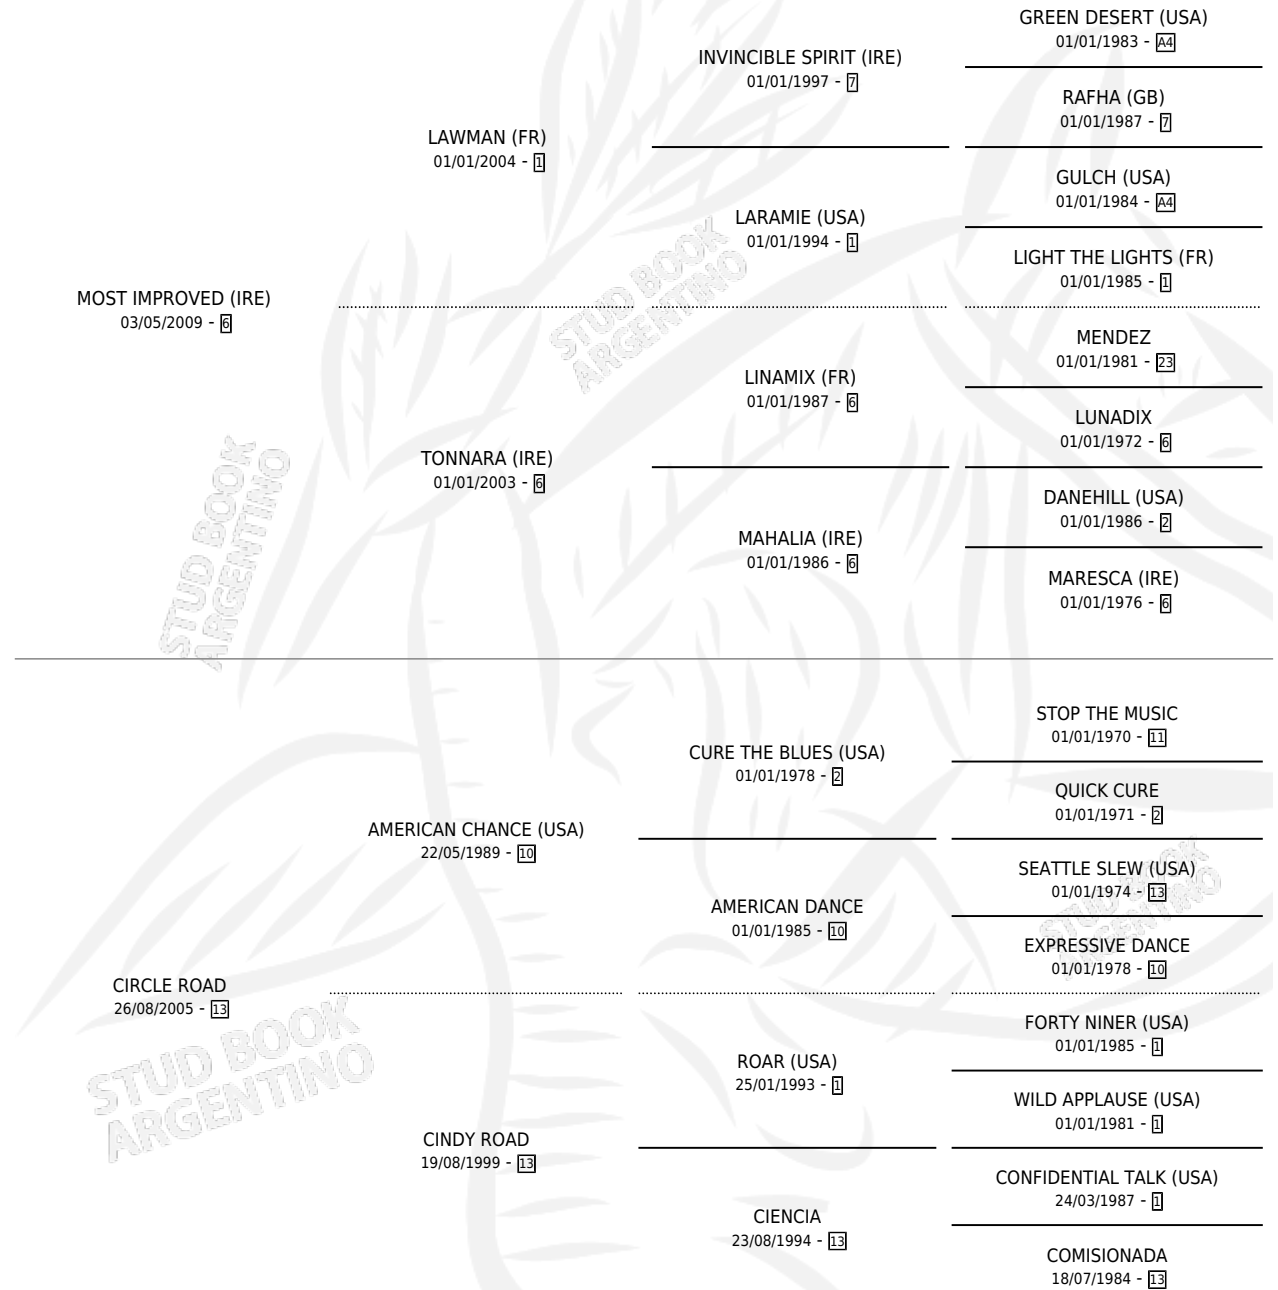 GREEN DESERT (USA)
01/01/1983 - A4
INVINCIBLE SPIRIT (IRE)
01/01/1997 - 7
RAFHA (GB)
01/01/1987 - 7
LAWMAN (FR)
01/01/2004 - 1
GULCH (USA)
01/01/1984 - A4
LARAMIE (USA)
01/01/1994 - 1
LIGHT THE LIGHTS (FR)
01/01/1985 - 1
MOST IMPROVED (IRE)
03/05/2009 - 6
MENDEZ
01/01/1981 - 23
LINAMIX (FR)
01/01/1987 - 6
LUNADIX
01/01/1972 - 6
TONNARA (IRE)
01/01/2003 - 6
DANEHILL (USA)
01/01/1986 - 2
MAHALIA (IRE)
01/01/1986 - 6
MARESCA (IRE)
01/01/1976 - 6
STOP THE MUSIC
01/01/1970 - 11
CURE THE BLUES (USA)
01/01/1978 - 2
QUICK CURE
01/01/1971 - 2
AMERICAN CHANCE (USA)
22/05/1989 - 10
SEATTLE SLEW (USA)
01/01/1974 - 13
AMERICAN DANCE
01/01/1985 - 10
EXPRESSIVE DANCE
01/01/1978 - 10
CIRCLE ROAD
26/08/2005 - 13
FORTY NINER (USA)
01/01/1985 - 1
ROAR (USA)
25/01/1993 - 1
WILD APPLAUSE (USA)
01/01/1981 - 1
CINDY ROAD
19/08/1999 - 13
CONFIDENTIAL TALK (USA)
24/03/1987 - 1
CIENCIA
23/08/1994 - 13
COMISIONADA
18/07/1984 - 13
STUD BOOK
ARGENTINO
STUD BOOK
ARGENTINO
STUD BOOK
ARGENTINO
STUD BOOK
ARGENTINO